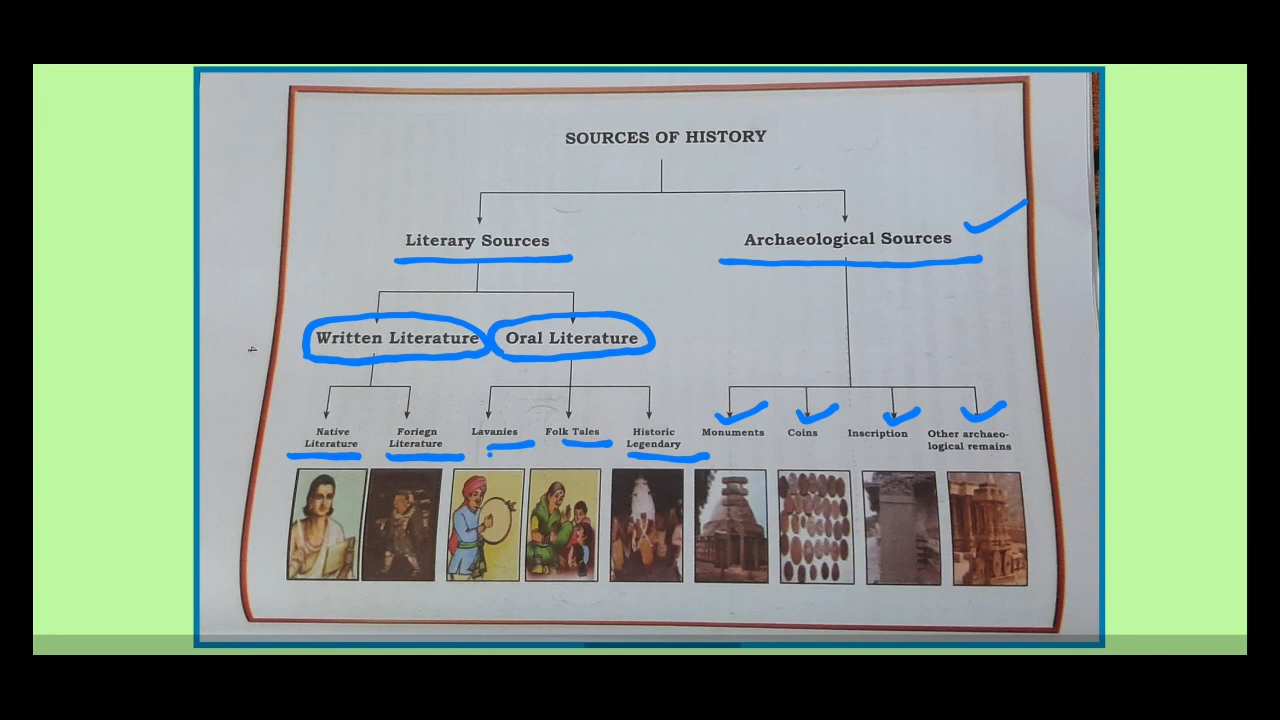 SOURCES OF HISTORY
Literary Sources
Archaeological Sources
Written Literature
Oral Literature
Native
Literature
Foriegn
Literature
Lavanies
Folk Tales
Historic
Legendary
Monuments
Coins
Inscription
Other archaeo-
logical remains
4